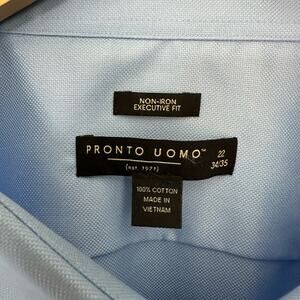 NON-IRON
EXECUTIVE FIT
PRONTO UOMO™
(est. 1971)
22
34/35
100% COTTON
MADE IN
VIETNAM